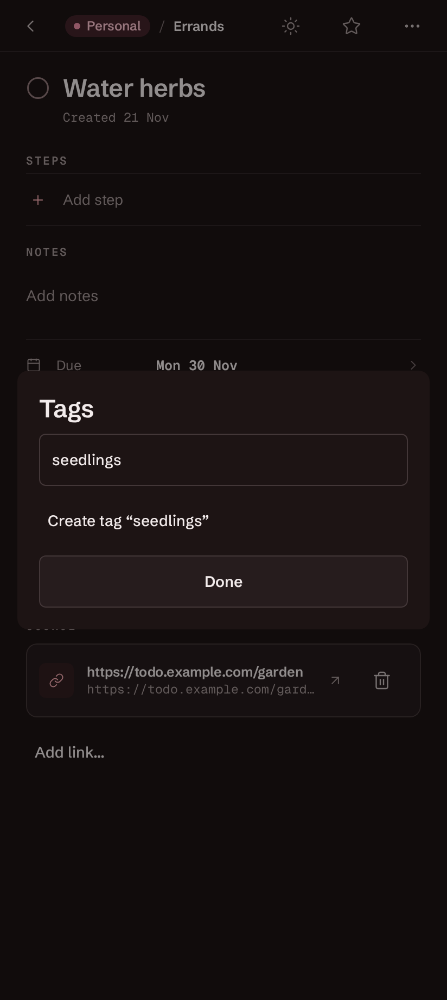 Personal / Errands
Water herbs
Created 21 Nov
STEPS
Add step
NOTES
Add notes
Due Mon 30 Nov
Tags
seedlings
Create tag “seedlings”
Done
https://todo.example.com/garden
https://todo.example.com/gard…
Add link…